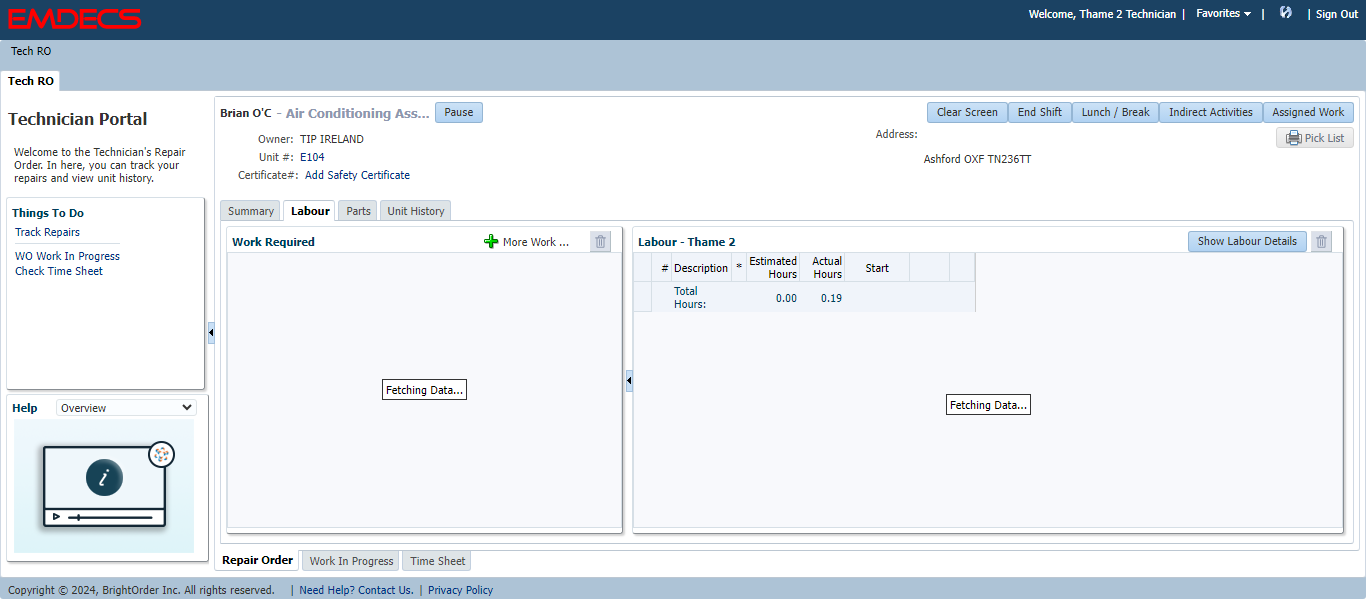 EMDECS
Welcome, Thame 2 Technician | Favorites | | Sign Out
Tech RO
Tech RO
Technician Portal
Welcome to the Technician's Repair
Order. In here, you can track your
repairs and view unit history.
Things To Do
Track Repairs
WO Work In Progress
Check Time Sheet
Help Overview
i
Brian O'C - Air Conditioning Ass... Pause
Clear Screen End Shift Lunch / Break Indirect Activities Assigned Work
Owner: TIP IRELAND
Unit #: E104
Certificate#: Add Safety Certificate
Address:
Ashford OXF TN236TT
Pick List
Summary Labour Parts Unit History
Work Required More Work ...
Fetching Data...
Labour - Thame 2 Show Labour Details
# Description * Estimated Hours Actual Hours Start
Total Hours: 0.00 0.19
Fetching Data...
Repair Order Work In Progress Time Sheet
Copyright © 2024, BrightOrder Inc. All rights reserved. | Need Help? Contact Us. | Privacy Policy